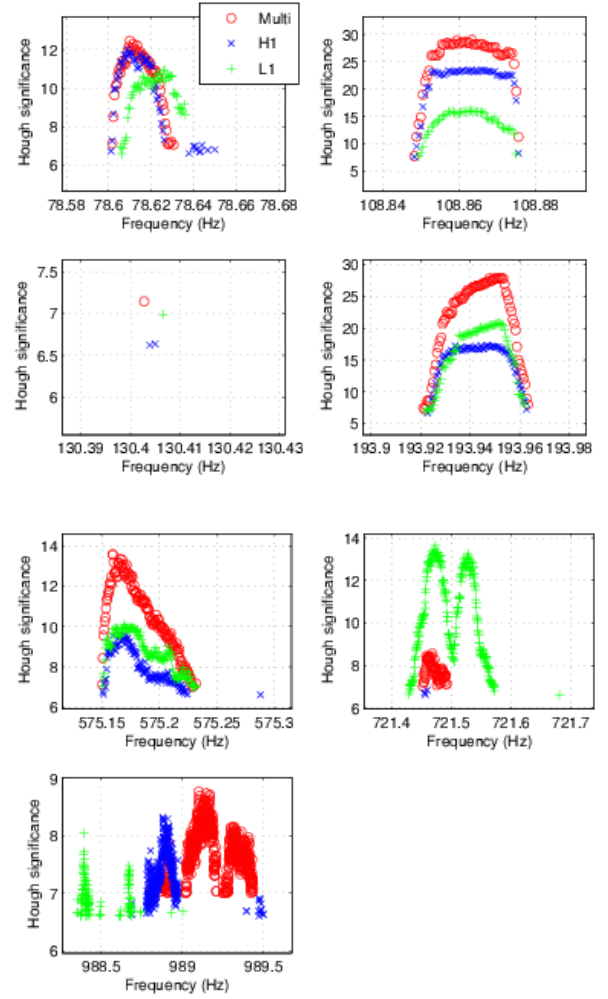 Multi
H1
L1
Hough significance
12
10
8
6
78.58 78.6 78.62 78.64 78.66 78.68
Frequency (Hz)
Hough significance
30
25
20
15
10
5
108.84 108.86 108.88
Frequency (Hz)
Hough significance
7.5
7
6.5
6
130.39 130.4 130.41 130.42 130.43
Frequency (Hz)
Hough significance
30
25
20
15
10
5
193.9 193.92 193.94 193.96 193.98
Frequency (Hz)
Hough significance
14
12
10
8
6
575.15 575.2 575.25 575.3
Frequency (Hz)
Hough significance
14
12
10
8
6
721.4 721.5 721.6 721.7
Frequency (Hz)
Hough significance
9
8
7
6
988.5 989 989.5
Frequency (Hz)